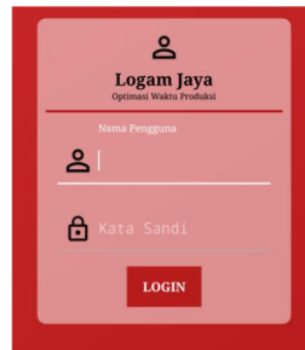 Logam Jaya
Optimasi Waktu Produksi
Nama Pengguna
Kata Sandi
LOGIN